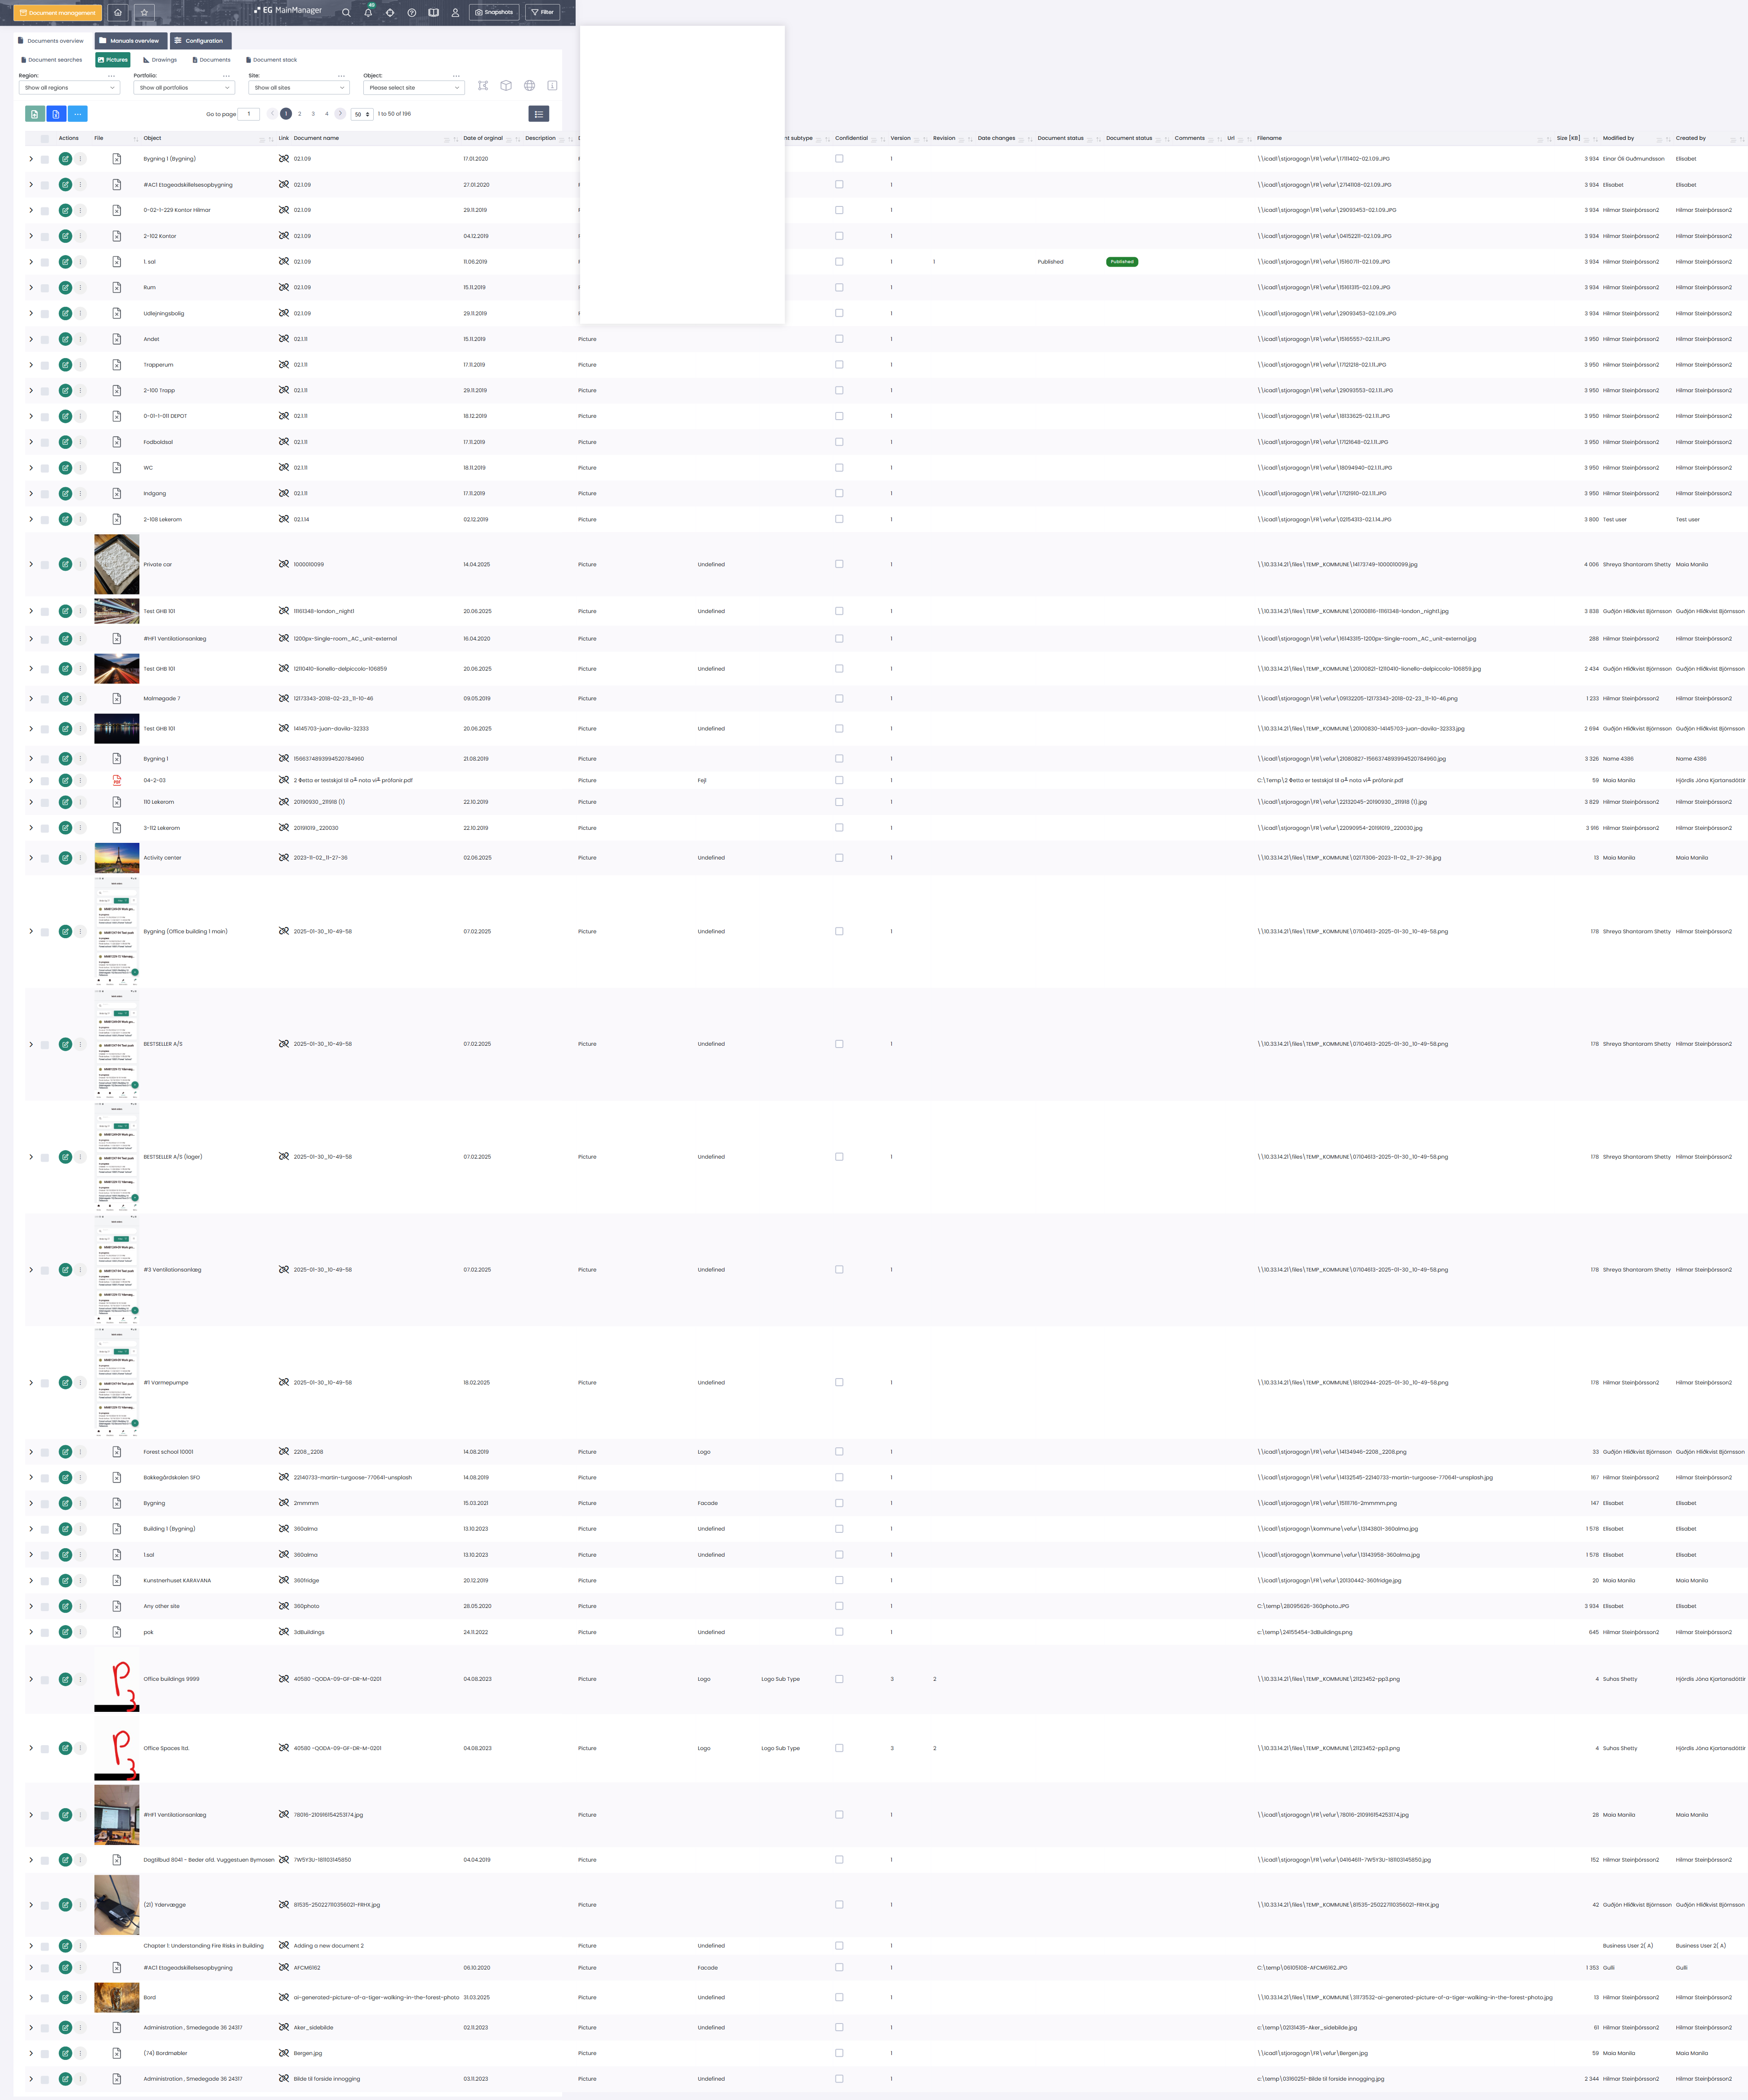 Document management
EG MainManager
40
Snapshots
Filter
Documents overview
Manuals overview
Configuration
Document searches
Pictures
Drawings
Documents
Document stack
Region:
Portfolio:
Site:
Object:
Show all regions
Show all portfolios
Show all sites
Please select site
Go to page 1 1 2 3 4 50 1 to 50 of 196
Actions File Object Link Document name Date of orginal Description nt subtype Confidential Version Revision Date changes Document status Document status Comments Url Filename Size [KB] Modified by Created by
Bygning 1 (Bygning) 02.1.09 17.01.2020 1 \\icad1\stjoragogn\FR\vefur\17111402-02.1.09.JPG 3 934 Einar Óli Guðmundsson Elisabet
#AC1 Etageadskillelsesopbygning 02.1.09 27.01.2020 1 \\icad1\stjoragogn\FR\vefur\27141108-02.1.09.JPG 3 934 Elisabet Elisabet
0-02-1-229 Kontor Hilmar 02.1.09 29.11.2019 1 \\icad1\stjoragogn\FR\vefur\29093453-02.1.09.JPG 3 934 Hilmar Steinþórsson2 Hilmar Steinþórsson2
2-102 Kontor 02.1.09 04.12.2019 1 \\icad1\stjoragogn\FR\vefur\04152211-02.1.09.JPG 3 934 Hilmar Steinþórsson2 Hilmar Steinþórsson2
1. sal 02.1.09 11.06.2019 1 1 Published Published \\icad1\stjoragogn\FR\vefur\15160711-02.1.09.JPG 3 934 Hilmar Steinþórsson2 Hilmar Steinþórsson2
Rum 02.1.09 15.11.2019 1 \\icad1\stjoragogn\FR\vefur\15161315-02.1.09.JPG 3 934 Hilmar Steinþórsson2 Hilmar Steinþórsson2
Udlejningsbolig 02.1.09 29.11.2019 1 \\icad1\stjoragogn\FR\vefur\29093453-02.1.09.JPG 3 934 Hilmar Steinþórsson2 Hilmar Steinþórsson2
Andet 02.1.11 15.11.2019 Picture 1 \\icad1\stjoragogn\FR\vefur\15165557-02.1.11.JPG 3 950 Hilmar Steinþórsson2 Hilmar Steinþórsson2
Trapperum 02.1.11 17.11.2019 Picture 1 \\icad1\stjoragogn\FR\vefur\17121218-02.1.11.JPG 3 950 Hilmar Steinþórsson2 Hilmar Steinþórsson2
2-100 Trapp 02.1.11 29.11.2019 Picture 1 \\icad1\stjoragogn\FR\vefur\29093553-02.1.11.JPG 3 950 Hilmar Steinþórsson2 Hilmar Steinþórsson2
0-01-1-011 DEPOT 02.1.11 18.12.2019 Picture 1 \\icad1\stjoragogn\FR\vefur\18133625-02.1.11.JPG 3 950 Hilmar Steinþórsson2 Hilmar Steinþórsson2
Fodboldsal 02.1.11 17.11.2019 Picture 1 \\icad1\stjoragogn\FR\vefur\17121648-02.1.11.JPG 3 950 Hilmar Steinþórsson2 Hilmar Steinþórsson2
WC 02.1.11 18.11.2019 Picture 1 \\icad1\stjoragogn\FR\vefur\18094940-02.1.11.JPG 3 950 Hilmar Steinþórsson2 Hilmar Steinþórsson2
Indgang 02.1.11 17.11.2019 Picture 1 \\icad1\stjoragogn\FR\vefur\17121910-02.1.11.JPG 3 950 Hilmar Steinþórsson2 Hilmar Steinþórsson2
2-108 Lekerom 02.1.14 02.12.2019 Picture 1 \\icad1\stjoragogn\FR\vefur\02154313-02.1.14.JPG 3 800 Test user Test user
Private car 1000010099 14.04.2025 Picture Undefined 1 \\10.33.14.21\files\TEMP_KOMMUNE\14173749-1000010099.jpg 4 006 Shreya Shantaram Shetty Maia Manila
Test GHB 101 11161348-london_night1 20.06.2025 Picture Undefined 1 \\10.33.14.21\files\TEMP_KOMMUNE\20100816-11161348-london_night1.jpg 3 838 Guðjón Hlíðkvist Björnsson Guðjón Hlíðkvist Björnsson
#HF1 Ventilationsanlæg 1200px-Single-room_AC_unit-external 16.04.2020 Picture 1 \\icad1\stjoragogn\FR\vefur\16143315-1200px-Single-room_AC_unit-external.jpg 288 Hilmar Steinþórsson2 Hilmar Steinþórsson2
Test GHB 101 12110410-lionello-delpiccolo-106859 20.06.2025 Picture Undefined 1 \\10.33.14.21\files\TEMP_KOMMUNE\20100821-12110410-lionello-delpiccolo-106859.jpg 2 434 Guðjón Hlíðkvist Björnsson Guðjón Hlíðkvist Björnsson
Malmøgade 7 12173343-2018-02-23_11-10-46 09.05.2019 Picture 1 \\icad1\stjoragogn\FR\vefur\09132205-12173343-2018-02-23_11-10-46.png 1 233 Hilmar Steinþórsson2 Hilmar Steinþórsson2
Test GHB 101 14145703-juan-davila-32333 20.06.2025 Picture Undefined 1 \\10.33.14.21\files\TEMP_KOMMUNE\20100830-14145703-juan-davila-32333.jpg 2 694 Guðjón Hlíðkvist Björnsson Guðjón Hlíðkvist Björnsson
Bygning 1 1566374893994520784960 21.08.2019 Picture 1 \\icad1\stjoragogn\FR\vefur\21080827-1566374893994520784960.jpg 3 326 Name 4386 Name 4386
04-2-03 Picture Fejl 1 59 Maia Manila Hjördís Jóna Kjartansdóttir
110 Lekerom 20190930_211918 (1) 22.10.2019 Picture 1 \\icad1\stjoragogn\FR\vefur\22132045-20190930_211918 (1).jpg 3 829 Hilmar Steinþórsson2 Hilmar Steinþórsson2
3-112 Lekerom 20191019_220030 22.10.2019 Picture 1 \\icad1\stjoragogn\FR\vefur\22090954-20191019_220030.jpg 3 916 Hilmar Steinþórsson2 Hilmar Steinþórsson2
Activity center 2023-11-02_11-27-36 02.06.2025 Picture Undefined 1 \\10.33.14.21\files\TEMP_KOMMUNE\02171306-2023-11-02_11-27-36.jpg 13 Maia Manila Maia Manila
Bygning (Office building 1 main) 2025-01-30_10-49-58 07.02.2025 Picture Undefined 1 \\10.33.14.21\files\TEMP_KOMMUNE\07104613-2025-01-30_10-49-58.png 178 Shreya Shantaram Shetty Hilmar Steinþórsson2
BESTSELLER A/S 2025-01-30_10-49-58 07.02.2025 Picture Undefined 1 \\10.33.14.21\files\TEMP_KOMMUNE\07104613-2025-01-30_10-49-58.png 178 Shreya Shantaram Shetty Hilmar Steinþórsson2
BESTSELLER A/S (lager) 2025-01-30_10-49-58 07.02.2025 Picture Undefined 1 \\10.33.14.21\files\TEMP_KOMMUNE\07104613-2025-01-30_10-49-58.png 178 Shreya Shantaram Shetty Hilmar Steinþórsson2
#3 Ventilationsanlæg 2025-01-30_10-49-58 07.02.2025 Picture Undefined 1 \\10.33.14.21\files\TEMP_KOMMUNE\07104613-2025-01-30_10-49-58.png 178 Shreya Shantaram Shetty Hilmar Steinþórsson2
#1 Varmepumpe 2025-01-30_10-49-58 18.02.2025 Picture Undefined 1 \\10.33.14.21\files\TEMP_KOMMUNE\18102944-2025-01-30_10-49-58.png 178 Hilmar Steinþórsson2 Hilmar Steinþórsson2
Forest school 10001 2208_2208 14.08.2019 Picture Logo 1 \\icad1\stjoragogn\FR\vefur\14134946-2208_2208.png 33 Guðjón Hlíðkvist Björnsson Guðjón Hlíðkvist Björnsson
Bakkegårdskolen SFO 22140733-martin-turgoose-770641-unsplash 14.08.2019 Picture 1 \\icad1\stjoragogn\FR\vefur\14132545-22140733-martin-turgoose-770641-unsplash.jpg 167 Hilmar Steinþórsson2 Hilmar Steinþórsson2
Bygning 2mmmm 15.03.2021 Picture Facade 1 \\icad1\stjoragogn\FR\vefur\15111716-2mmmm.png 147 Elisabet Elisabet
Building 1 (Bygning) 360alma 13.10.2023 Picture Undefined 1 \\icad1\stjoragogn\kommune\vefur\13143801-360alma.jpg 1 578 Elisabet Elisabet
1.sal 360alma 13.10.2023 Picture Undefined 1 \\icad1\stjoragogn\kommune\vefur\13143958-360alma.jpg 1 578 Elisabet Elisabet
Kunstnerhuset KARAVANA 360fridge 20.12.2019 Picture 1 \\icad1\stjoragogn\FR\vefur\20130442-360fridge.jpg 20 Maia Manila Maia Manila
Any other site 360photo 28.05.2020 Picture 1 C:\temp\28095626-360photo.JPG 3 934 Elisabet Elisabet
pok 3dBuildings 24.11.2022 Picture Undefined 1 c:\temp\24155454-3dBuildings.png 645 Hilmar Steinþórsson2 Hilmar Steinþórsson2
P3 Office buildings 9999 40580 -QODA-09-GF-DR-M-0201 04.08.2023 Picture Logo Logo Sub Type 3 2 \\10.33.14.21\files\TEMP_KOMMUNE\21123452-pp3.png 4 Suhas Shetty Hjördís Jóna Kjartansdóttir
P3 Office Spaces ltd. 40580 -QODA-09-GF-DR-M-0201 04.08.2023 Picture Logo Logo Sub Type 3 2 \\10.33.14.21\files\TEMP_KOMMUNE\21123452-pp3.png 4 Suhas Shetty Hjördís Jóna Kjartansdóttir
#HF1 Ventilationsanlæg 78016-210916154253174.jpg Picture 1 \\icad1\stjoragogn\FR\vefur\78016-210916154253174.jpg 28 Maia Manila Maia Manila
Dagtilbud 8041 - Beder afd. Vuggestuen Bymosen 7W5Y3U-181103145850 04.04.2019 Picture 1 \\icad1\stjoragogn\FR\vefur\04164611-7W5Y3U-181103145850.jpg 152 Hilmar Steinþórsson2 Hilmar Steinþórsson2
(21) Ydervægge 81535-250227110356021-FRHX.jpg Picture 1 \\10.33.14.21\files\TEMP_KOMMUNE\81535-250227110356021-FRHX.jpg 42 Guðjón Hlíðkvist Björnsson Guðjón Hlíðkvist Björnsson
Chapter 1: Understanding Fire Risks in Building Adding a new document 2 Picture Undefined 1 Business User 2( A) Business User 2( A)
#AC1 Etageadskillelsesopbygning AFCM6162 06.10.2020 Picture Facade 1 C:\temp\06105108-AFCM6162.JPG 1 353 Gulli Gulli
Bord ai-generated-picture-of-a-tiger-walking-in-the-forest-photo 31.03.2025 Picture Undefined 1 \\10.33.14.21\files\TEMP_KOMMUNE\31173532-ai-generated-picture-of-a-tiger-walking-in-the-forest-photo.jpg 13 Hilmar Steinþórsson2 Hilmar Steinþórsson2
Administration , Smedegade 36 24317 Aker_sidebilde 02.11.2023 Picture Undefined 1 c:\temp\02131435-Aker_sidebilde.jpg 61 Hilmar Steinþórsson2 Hilmar Steinþórsson2
(74) Bordmøbler Bergen.jpg Picture 1 \\icad1\stjoragogn\FR\vefur\Bergen.jpg 59 Maia Manila Maia Manila
Administration , Smedegade 36 24317 Bilde til forside innogging 03.11.2023 Picture Undefined 1 c:\temp\03160251-Bilde til forside innogging.jpg 2 344 Hilmar Steinþórsson2 Hilmar Steinþórsson2